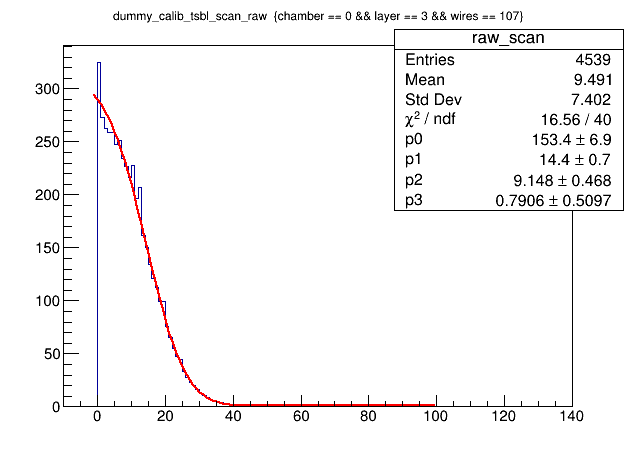 dummy_calib_tsbl_scan_raw {chamber == 0 && layer == 3 && wires == 107}
raw_scan
Entries 4539
Mean 9.491
Std Dev 7.402
χ² / ndf 16.56 / 40
p0 153.4 ± 6.9
p1 14.4 ± 0.7
p2 9.148 ± 0.468
p3 0.7906 ± 0.5097
300
250
200
150
100
50
0
0 20 40 60 80 100 120 140